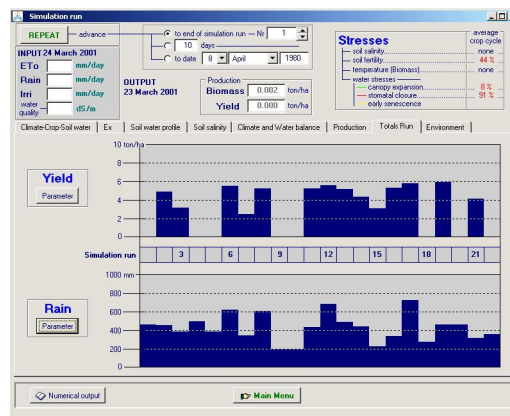 Simulation run
REPEAT
advance
to end of simulation run — Nr 1
10 days
to date 8 April 1980
INPUT 24 March 2001
ETo mm/day
Rain mm/day
Irri mm/day
water quality dS/m
OUTPUT
23 March 2001
Production
Biomass 0.002 ton/ha
Yield 0.000 ton/ha
Stresses
average
crop cycle
soil salinity none
soil fertility 44 %
temperature (Biomass) none
water stresses
canopy expansion 8 %
stomatal closure 91 %
early senescence
Climate-Crop-Soil water Ex Soil water profile Soil salinity Climate and Water balance Production Totals Run Environment
Yield
Parameter
10 ton/ha
8
6
4
2
0
Simulation run 3 6 9 12 15 18 21
Rain
Parameter
1000 mm
800
600
400
200
0
Numerical output
Main Menu